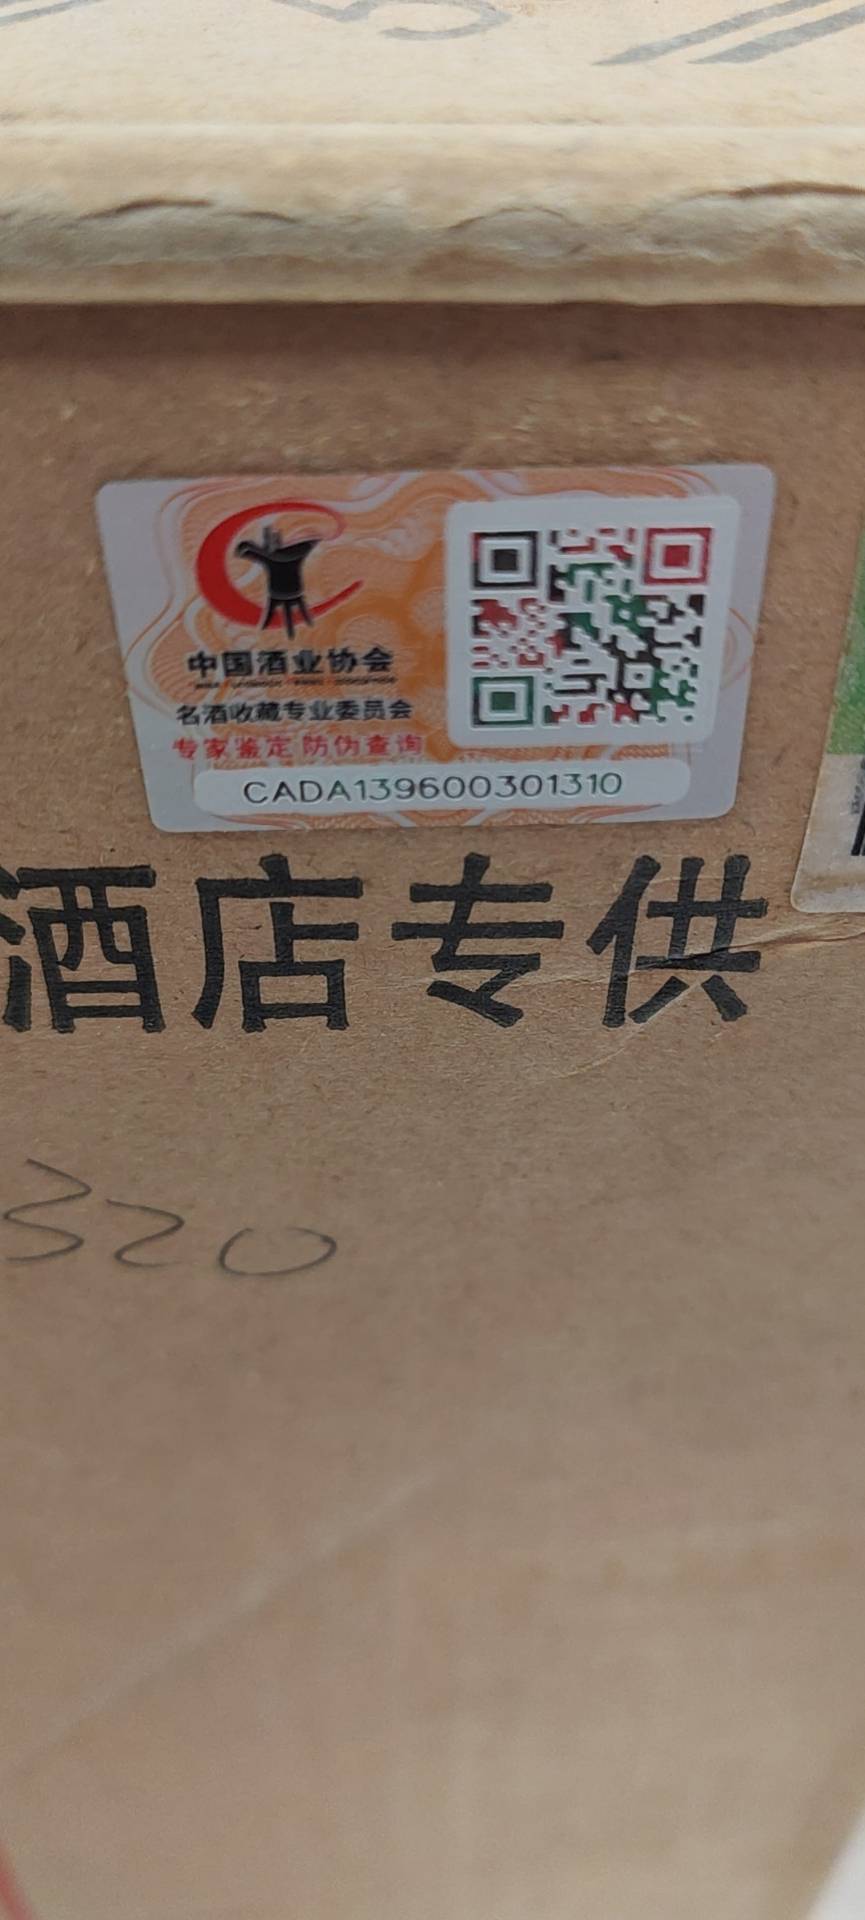 中国酒业协会
名酒收藏专业委员会
专家鉴定 防伪查询
CADA139600301310
酒店专供
320